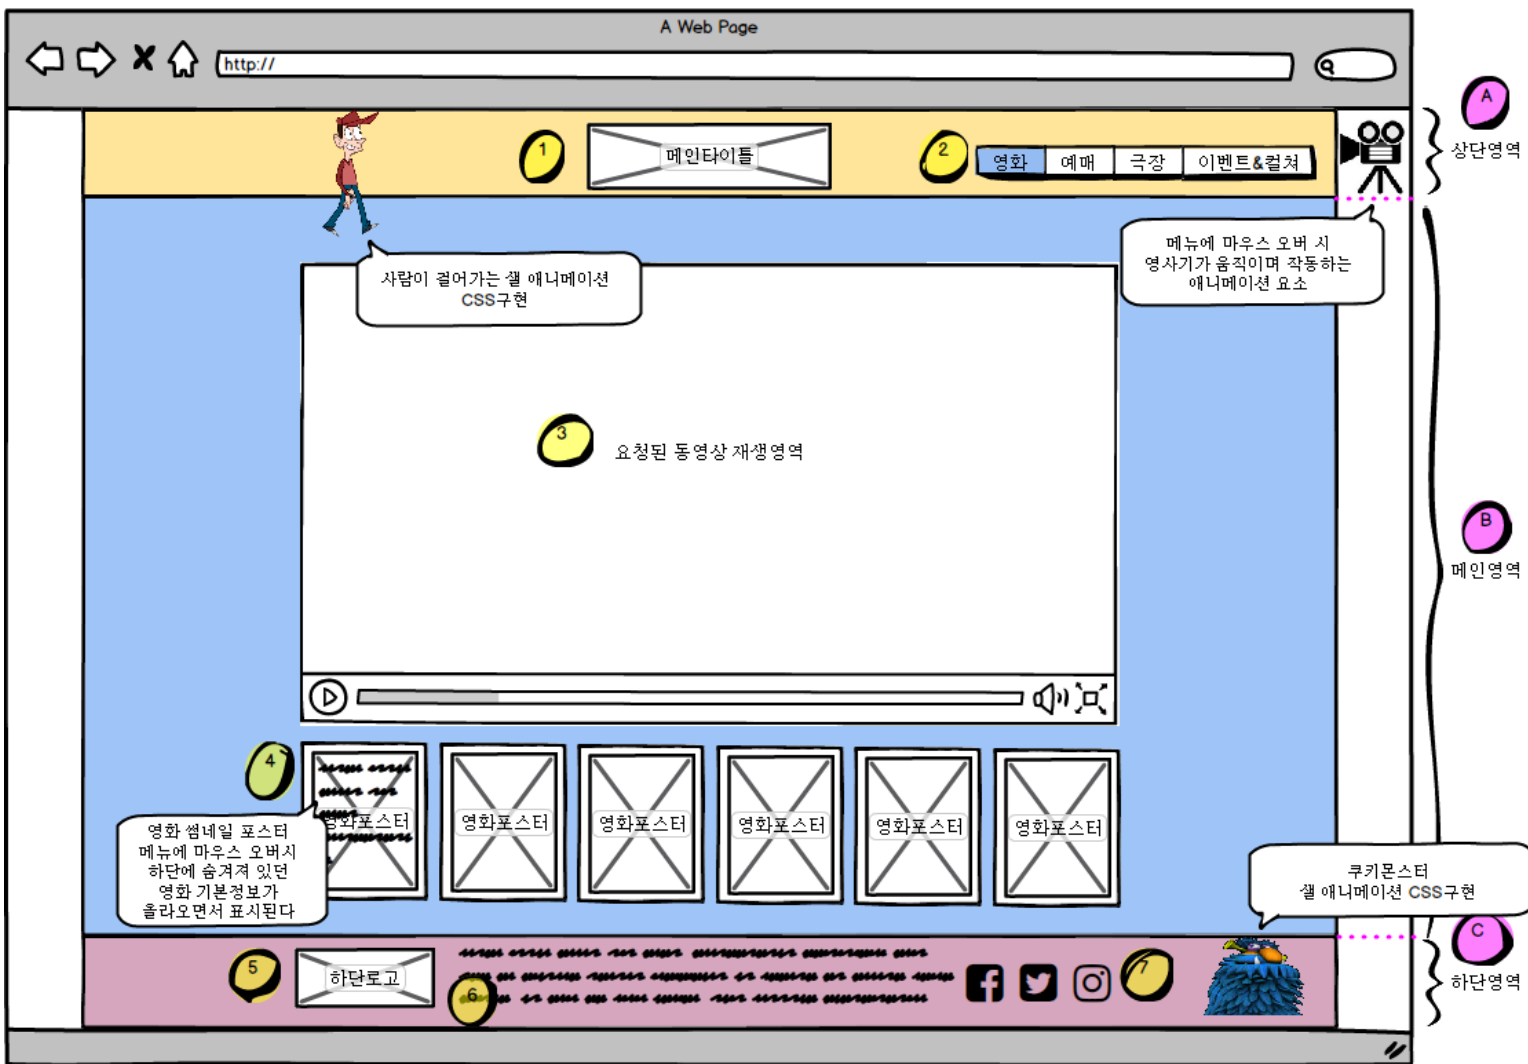 A Web Page
http://
A
상단영역
1
메인타이틀
2
영화
예매
극장
이벤트&컬쳐
메뉴에 마우스 오버 시
영사기가 움직이며 작동하는
애니메이션 요소
사람이 걸어가는 샐 애니메이션
CSS구현
3
요청된 동영상 재생영역
B
메인영역
4
영화포스터
영화포스터
영화포스터
영화포스터
영화포스터
영화포스터
영화 썸네일 포스터
메뉴에 마우스 오버시
하단에 숨겨져 있던
영화 기본정보가
올라오면서 표시된다
쿠키몬스터
샐 애니메이션 CSS구현
C
하단영역
5
하단로고
6
7